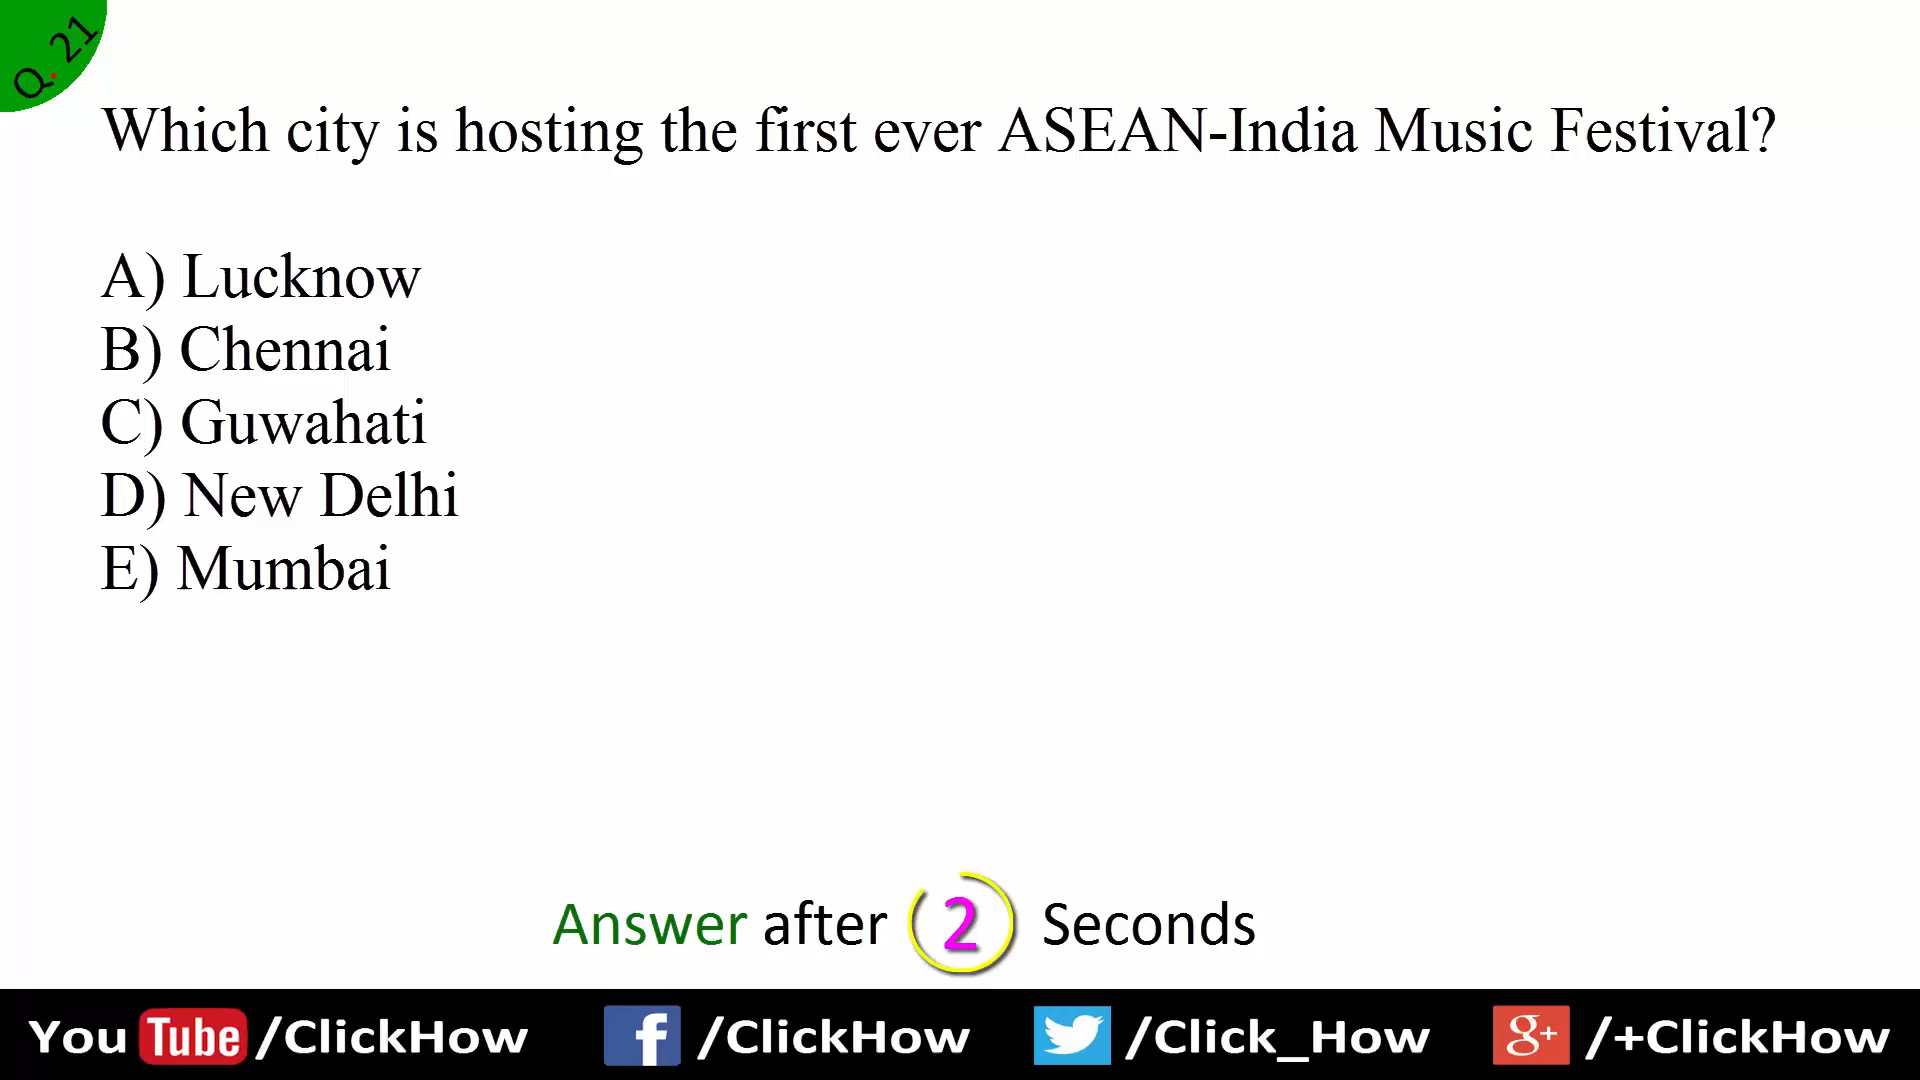 Q. 21
Which city is hosting the first ever ASEAN-India Music Festival?
A) Lucknow
B) Chennai
C) Guwahati
D) New Delhi
E) Mumbai
Answer after 2 Seconds
You Tube /ClickHow f /ClickHow /Click_How g+ /+ClickHow